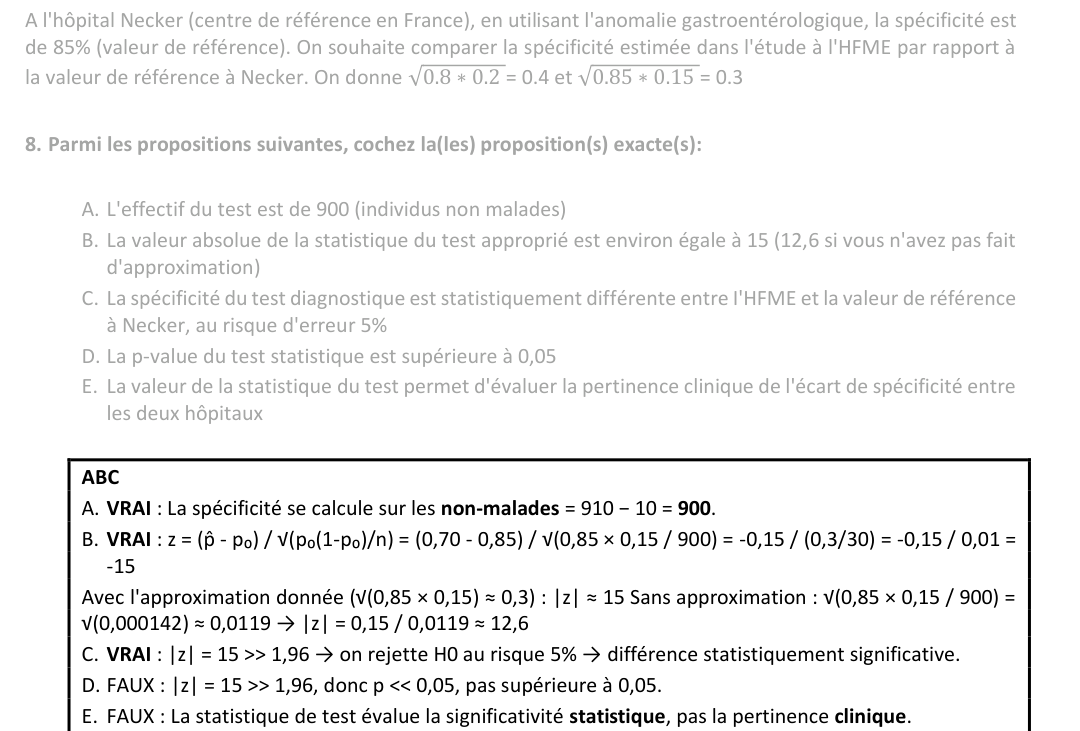 A l'hôpital Necker (centre de référence en France), en utilisant l'anomalie gastroentérologique, la spécificité est
de 85% (valeur de référence). On souhaite comparer la spécificité estimée dans l'étude à l'HFME par rapport à
la valeur de référence à Necker. On donne √0.8 * 0.2 = 0.4 et √0.85 * 0.15 = 0.3
8. Parmi les propositions suivantes, cochez la(les) proposition(s) exacte(s):
A. L'effectif du test est de 900 (individus non malades)
B. La valeur absolue de la statistique du test approprié est environ égale à 15 (12,6 si vous n'avez pas fait
d'approximation)
C. La spécificité du test diagnostique est statistiquement différente entre l'HFME et la valeur de référence
à Necker, au risque d'erreur 5%
D. La p-value du test statistique est supérieure à 0,05
E. La valeur de la statistique du test permet d'évaluer la pertinence clinique de l'écart de spécificité entre
les deux hôpitaux
ABC
A. VRAI : La spécificité se calcule sur les non-malades = 910 − 10 = 900.
B. VRAI : z = (p̂ - p₀) / √(p₀(1-p₀)/n) = (0,70 - 0,85) / √(0,85 × 0,15 / 900) = -0,15 / (0,3/30) = -0,15 / 0,01 =
-15
Avec l'approximation donnée (√(0,85 × 0,15) ≈ 0,3) : |z| ≈ 15 Sans approximation : √(0,85 × 0,15 / 900) =
√(0,000142) ≈ 0,0119 → |z| = 0,15 / 0,0119 ≈ 12,6
C. VRAI : |z| = 15 >> 1,96 → on rejette H0 au risque 5% → différence statistiquement significative.
D. FAUX : |z| = 15 >> 1,96, donc p << 0,05, pas supérieure à 0,05.
E. FAUX : La statistique de test évalue la significativité statistique, pas la pertinence clinique.